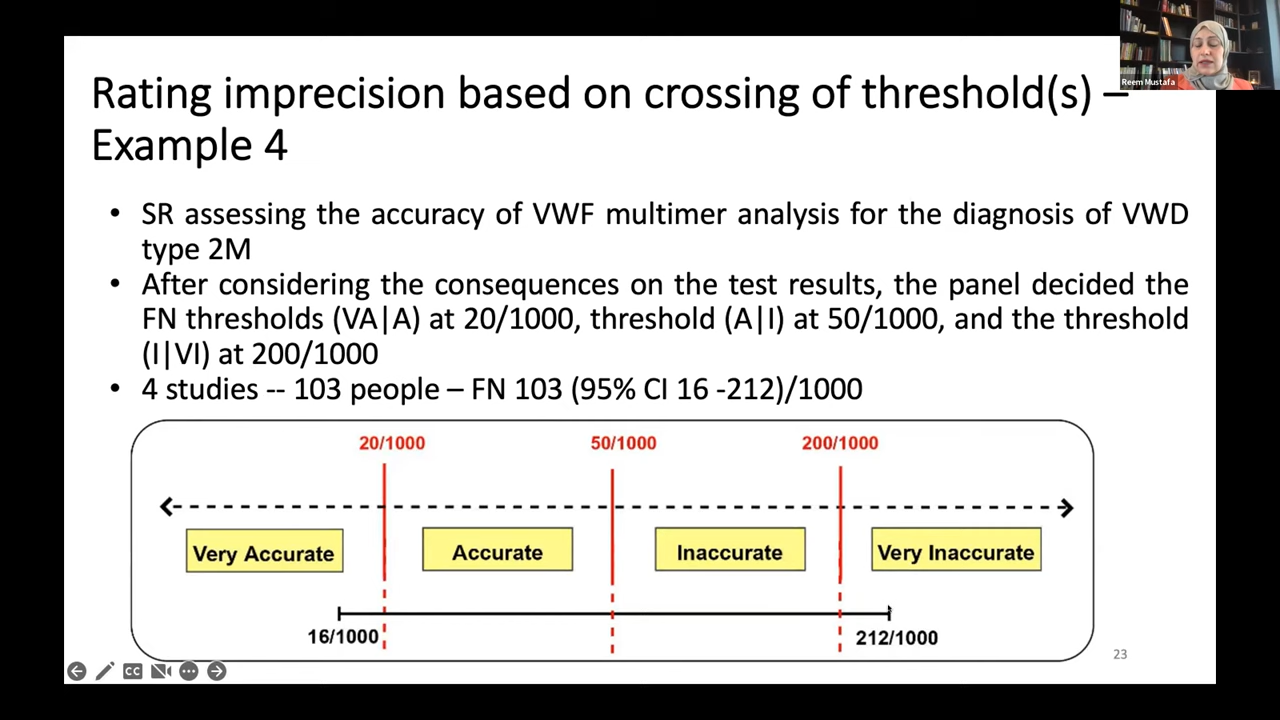 Reem Mustafa
Rating imprecision based on crossing of threshold(s) –
Example 4
• SR assessing the accuracy of VWF multimer analysis for the diagnosis of VWD
type 2M
• After considering the consequences on the test results, the panel decided the
FN thresholds (VA|A) at 20/1000, threshold (A|I) at 50/1000, and the threshold
(I|VI) at 200/1000
• 4 studies -- 103 people – FN 103 (95% CI 16 -212)/1000
20/1000 50/1000 200/1000
Very Accurate Accurate Inaccurate Very Inaccurate
16/1000 212/1000
23
CC